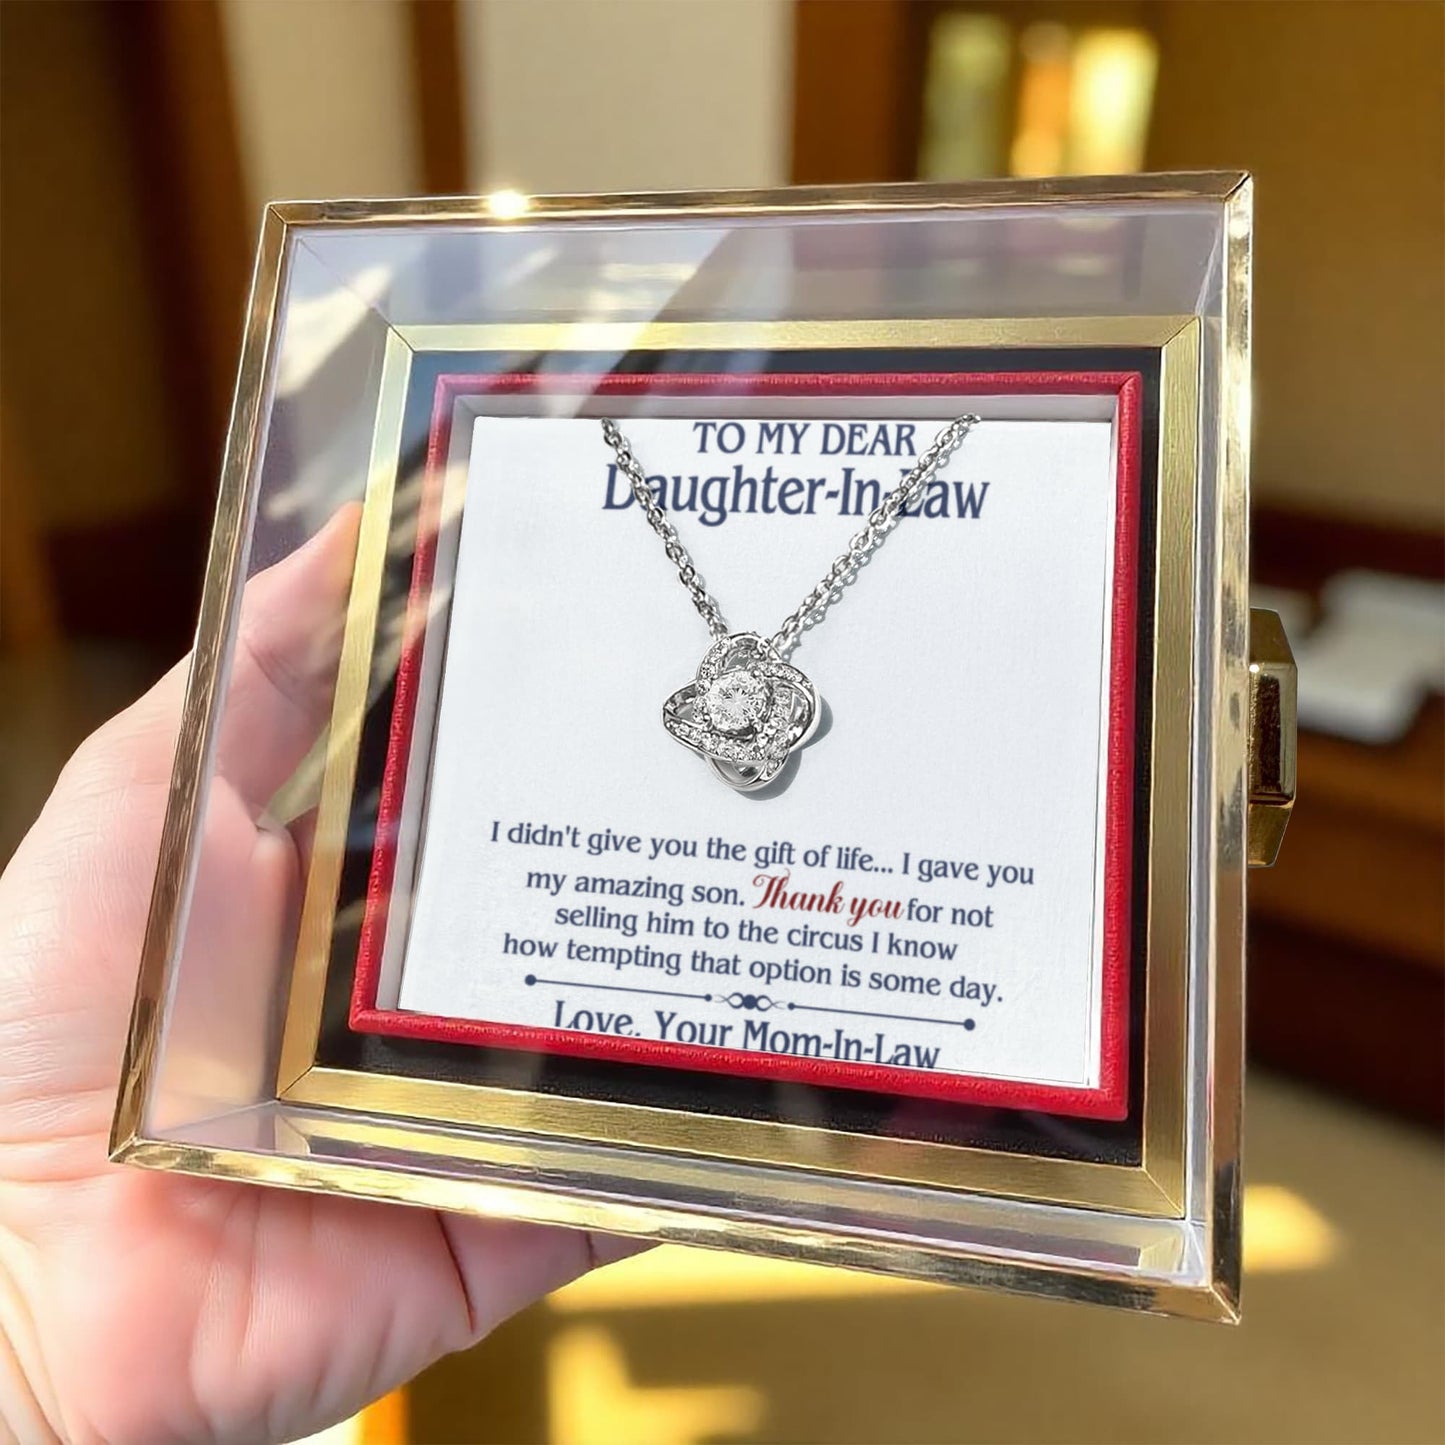 TO MY DEAR
Daughter-In-Law
I didn't give you the gift of life... I gave you
my amazing son. Thank you for not
selling him to the circus I know
how tempting that option is some day.
Love, Your Mom-In-Law